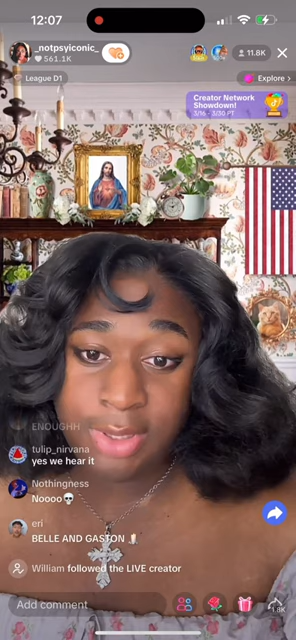 12:07
_notpsyiconic_
561.1K
11.8K
League D1
Explore >
Creator Network
Showdown!
3/16 - 3/30 PT
ENOUGHH
tulip_nirvana
yes we hear it
Nothingness
Noooo💀
eri
BELLE AND GASTON
William followed the LIVE creator
Add comment
1.8K